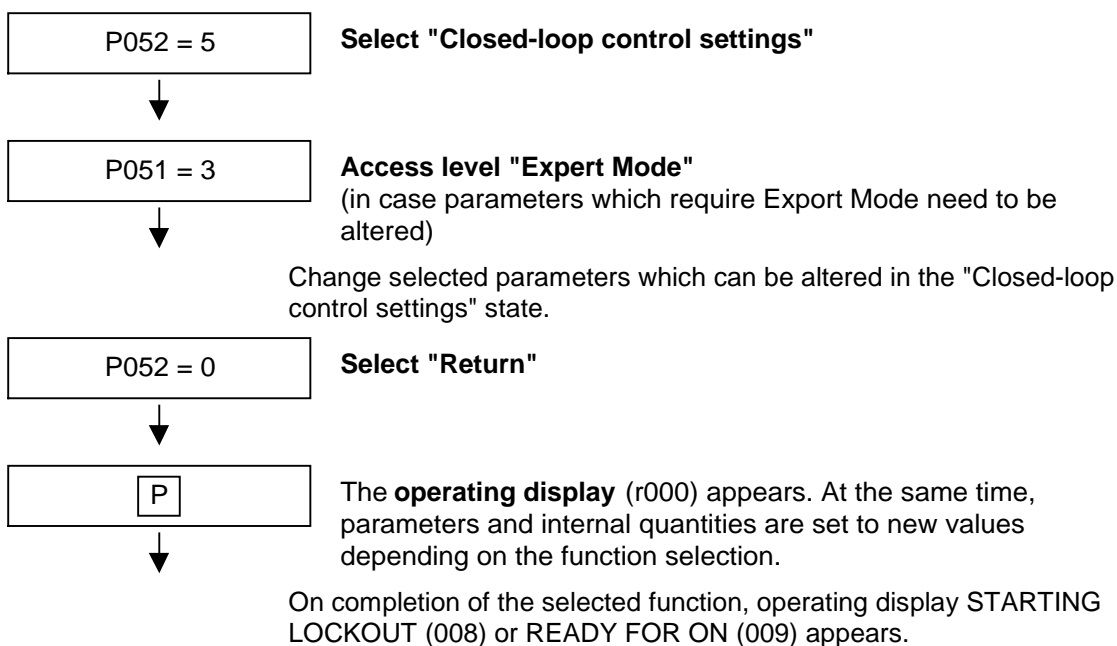 P052 = 5
Select "Closed-loop control settings"
P051 = 3
Access level "Expert Mode"
(in case parameters which require Export Mode need to be
altered)
Change selected parameters which can be altered in the "Closed-loop
control settings" state.
P052 = 0
Select "Return"
P
The operating display (r000) appears. At the same time,
parameters and internal quantities are set to new values
depending on the function selection.
On completion of the selected function, operating display STARTING
LOCKOUT (008) or READY FOR ON (009) appears.